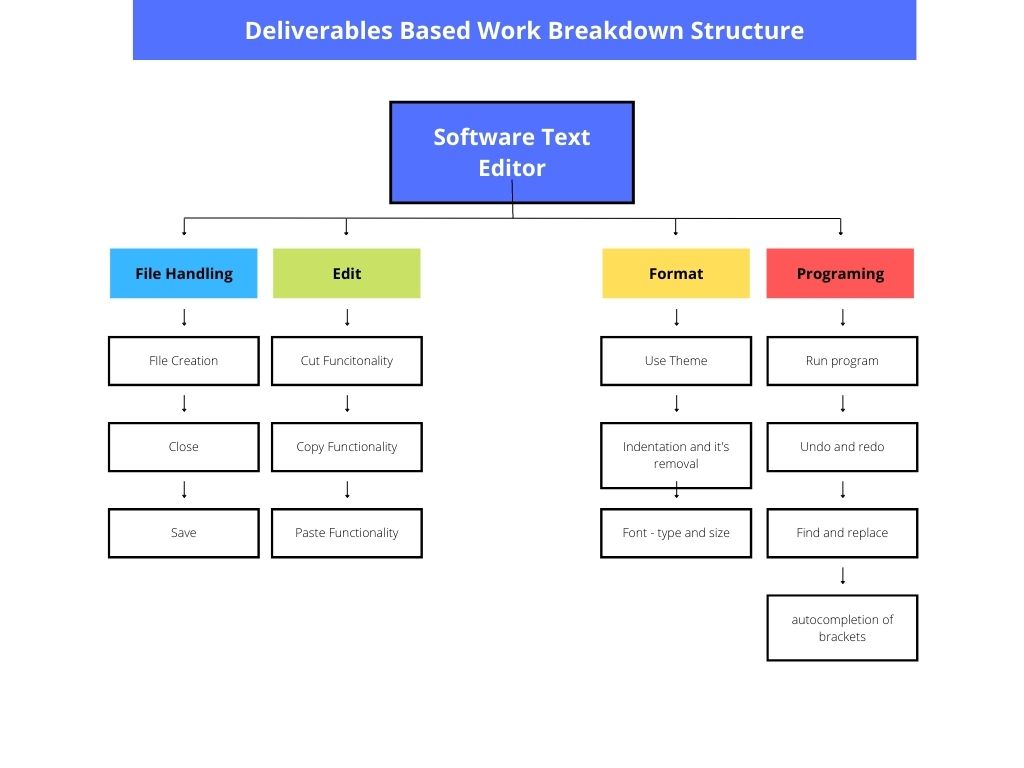 Deliverables Based Work Breakdown Structure
Software Text
Editor
File Handling
Edit
Format
Programing
FIle Creation
Cut Funcitonality
Use Theme
Run program
Close
Copy Functionality
Indentation and it's
removal
Undo and redo
Save
Paste Functionality
Font - type and size
Find and replace
autocompletion of
brackets